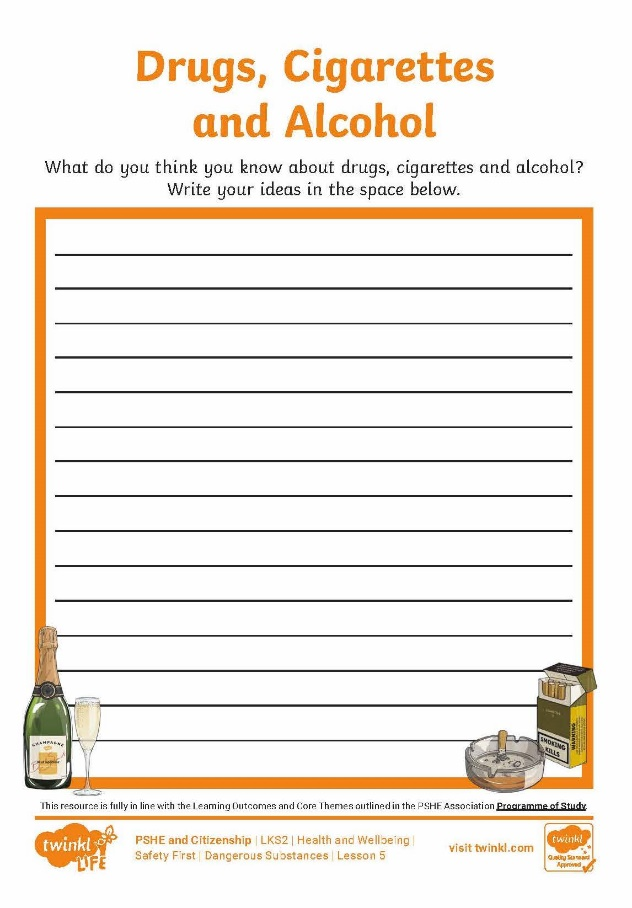 Drugs, Cigarettes
and Alcohol
What do you think you know about drugs, cigarettes and alcohol?
Write your ideas in the space below.
CHAMPAGNE
SMOKING
KILLS
WARNING
This resource is fully in line with the Learning Outcomes and Core Themes outlined in the PSHE Association Programme of Study.
twinkl
LIFE
PSHE and Citizenship | LKS2 | Health and Wellbeing |
Safety First | Dangerous Substances | Lesson 5
visit twinkl.com
twinkl
Quality Standard
Approved